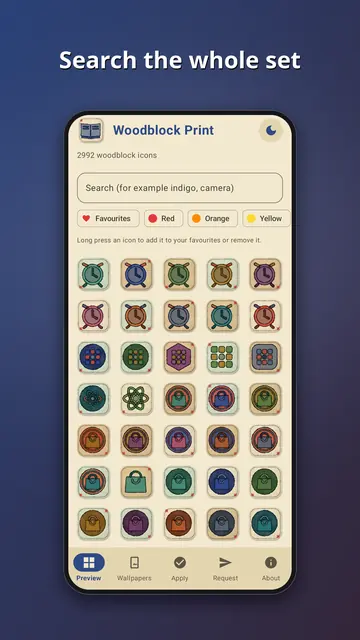 Search the whole set
Woodblock Print
2992 woodblock icons
Search (for example indigo, camera)
Favourites Red Orange Yellow
Long press an icon to add it to your favourites or remove it.
Preview Wallpapers Apply Request About